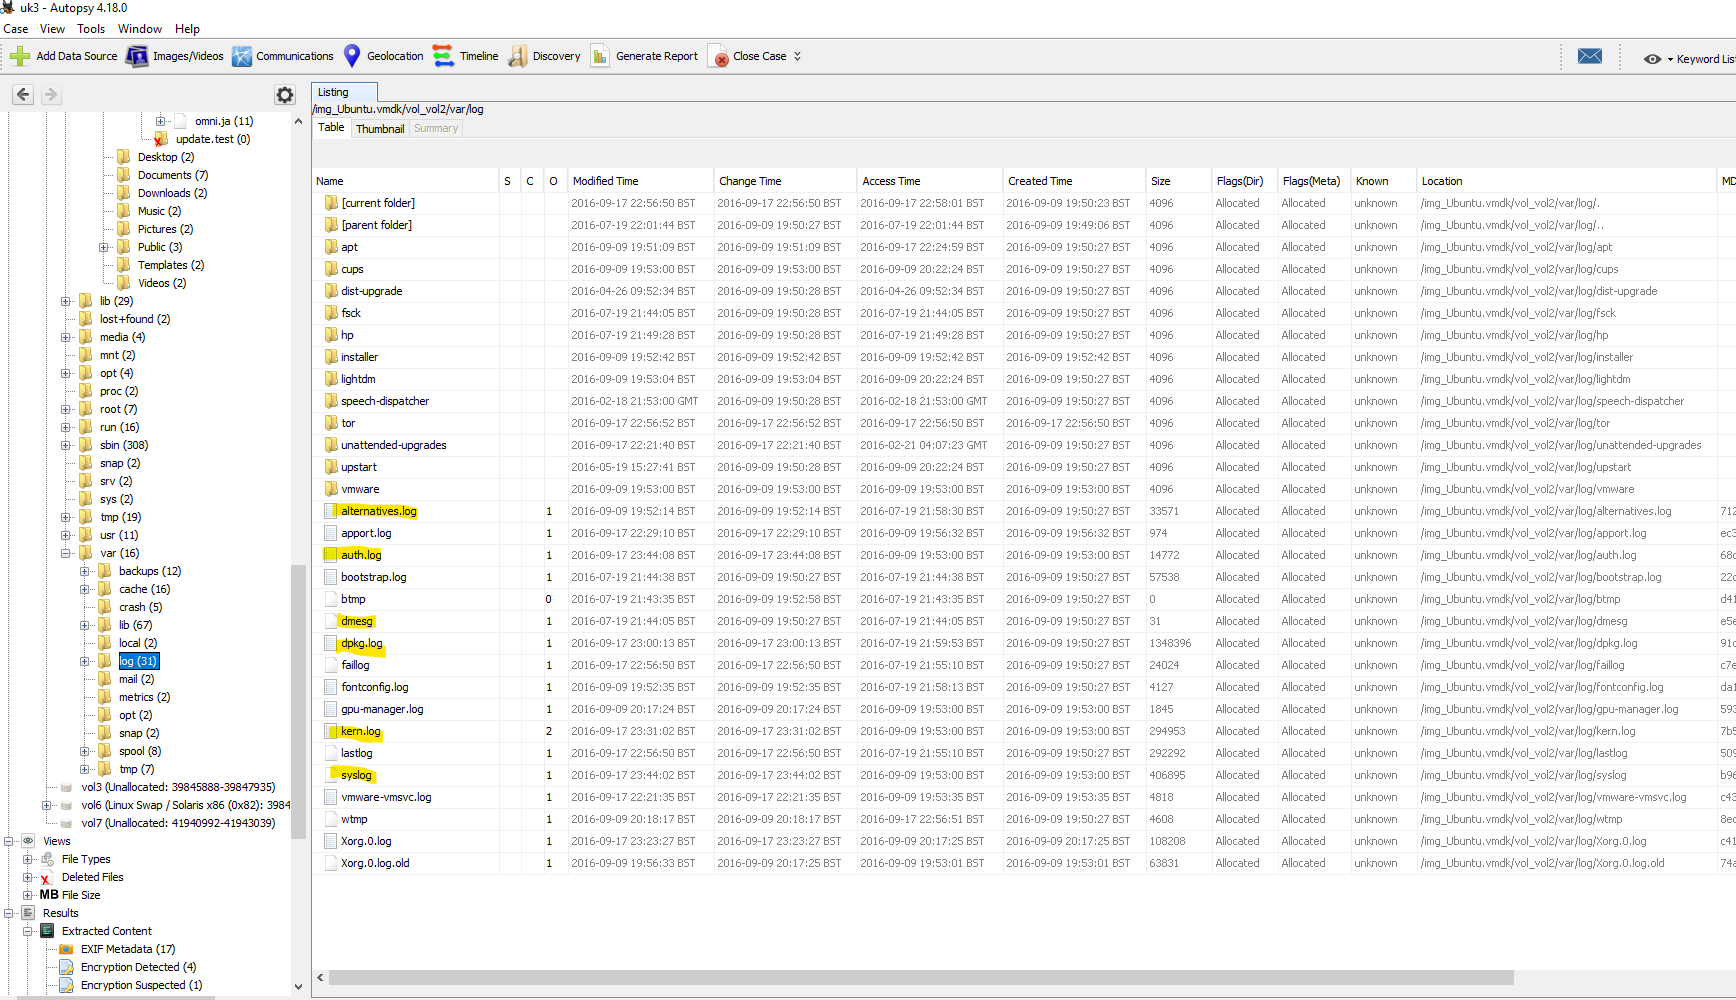 uk3 - Autopsy 4.18.0
Case View Tools Window Help
Add Data Source Images/Videos Communications Geolocation Timeline Discovery Generate Report Close Case Keyword Lis
Listing
/img_Ubuntu.vmdk/vol_vol2/var/log
Table Thumbnail Summary
omni.ja (11)
update.test (0)
Desktop (2)
Documents (7)
Downloads (2)
Music (2)
Pictures (2)
Public (3)
Templates (2)
Videos (2)
lib (29)
lost+found (2)
media (4)
mnt (2)
opt (4)
proc (2)
root (7)
run (16)
sbin (308)
snap (2)
srv (2)
sys (2)
tmp (19)
usr (11)
var (16)
backups (12)
cache (16)
crash (5)
lib (67)
local (2)
log (31)
mail (2)
metrics (2)
opt (2)
snap (2)
spool (8)
tmp (7)
vol3 (Unallocated: 39845888-39847935)
vol6 (Linux Swap / Solaris x86 (0x82): 3984
vol7 (Unallocated: 41940992-41943039)
Views
File Types
Deleted Files
MB File Size
Results
Extracted Content
EXIF Metadata (17)
Encryption Detected (4)
Encryption Suspected (1)
Name S C O Modified Time Change Time Access Time Created Time Size Flags(Dir) Flags(Meta) Known Location MD
[current folder] 2016-09-17 22:56:50 BST 2016-09-17 22:56:50 BST 2016-09-17 22:58:01 BST 2016-09-09 19:50:23 BST 4096 Allocated Allocated unknown /img_Ubuntu.vmdk/vol_vol2/var/log/.
[parent folder] 2016-07-19 22:01:44 BST 2016-09-09 19:50:27 BST 2016-07-19 22:01:44 BST 2016-09-09 19:49:06 BST 4096 Allocated Allocated unknown /img_Ubuntu.vmdk/vol_vol2/var/log/..
apt 2016-09-09 19:51:09 BST 2016-09-09 19:51:09 BST 2016-09-17 22:24:59 BST 2016-09-09 19:50:27 BST 4096 Allocated Allocated unknown /img_Ubuntu.vmdk/vol_vol2/var/log/apt
cups 2016-09-09 19:53:00 BST 2016-09-09 19:53:00 BST 2016-09-09 20:22:24 BST 2016-09-09 19:50:27 BST 4096 Allocated Allocated unknown /img_Ubuntu.vmdk/vol_vol2/var/log/cups
dist-upgrade 2016-04-26 09:52:34 BST 2016-09-09 19:50:28 BST 2016-04-26 09:52:34 BST 2016-09-09 19:50:27 BST 4096 Allocated Allocated unknown /img_Ubuntu.vmdk/vol_vol2/var/log/dist-upgrade
fsck 2016-07-19 21:44:05 BST 2016-09-09 19:50:28 BST 2016-07-19 21:44:05 BST 2016-09-09 19:50:27 BST 4096 Allocated Allocated unknown /img_Ubuntu.vmdk/vol_vol2/var/log/fsck
hp 2016-07-19 21:49:28 BST 2016-09-09 19:50:28 BST 2016-07-19 21:49:28 BST 2016-09-09 19:50:27 BST 4096 Allocated Allocated unknown /img_Ubuntu.vmdk/vol_vol2/var/log/hp
installer 2016-09-09 19:52:42 BST 2016-09-09 19:52:42 BST 2016-09-09 19:52:42 BST 2016-09-09 19:50:27 BST 4096 Allocated Allocated unknown /img_Ubuntu.vmdk/vol_vol2/var/log/installer
lightdm 2016-09-09 19:53:04 BST 2016-09-09 19:53:04 BST 2016-09-09 20:22:24 BST 2016-09-09 19:50:27 BST 4096 Allocated Allocated unknown /img_Ubuntu.vmdk/vol_vol2/var/log/lightdm
speech-dispatcher 2016-02-18 21:53:00 GMT 2016-09-09 19:50:28 BST 2016-02-18 21:53:00 GMT 2016-09-09 19:50:27 BST 4096 Allocated Allocated unknown /img_Ubuntu.vmdk/vol_vol2/var/log/speech-dispatcher
tor 2016-09-17 22:56:52 BST 2016-09-17 22:56:52 BST 2016-09-17 22:56:50 BST 2016-09-17 22:56:50 BST 4096 Allocated Allocated unknown /img_Ubuntu.vmdk/vol_vol2/var/log/tor
unattended-upgrades 2016-09-17 22:21:40 BST 2016-09-17 22:21:40 BST 2016-02-21 04:07:23 GMT 2016-09-09 19:50:27 BST 4096 Allocated Allocated unknown /img_Ubuntu.vmdk/vol_vol2/var/log/unattended-upgrades
upstart 2016-05-19 15:27:41 BST 2016-09-09 19:50:28 BST 2016-09-09 20:22:24 BST 2016-09-09 19:50:27 BST 4096 Allocated Allocated unknown /img_Ubuntu.vmdk/vol_vol2/var/log/upstart
vmware 2016-09-09 19:53:00 BST 2016-09-09 19:53:00 BST 2016-09-09 19:53:00 BST 2016-09-09 19:53:00 BST 4096 Allocated Allocated unknown /img_Ubuntu.vmdk/vol_vol2/var/log/vmware
alternatives.log 1 2016-09-09 19:52:14 BST 2016-09-09 19:52:14 BST 2016-07-19 21:58:30 BST 2016-09-09 19:50:27 BST 33571 Allocated Allocated unknown /img_Ubuntu.vmdk/vol_vol2/var/log/alternatives.log 712
apport.log 1 2016-09-17 22:29:10 BST 2016-09-17 22:29:10 BST 2016-09-09 19:56:32 BST 2016-09-09 19:56:32 BST 974 Allocated Allocated unknown /img_Ubuntu.vmdk/vol_vol2/var/log/apport.log ec3
auth.log 1 2016-09-17 23:44:08 BST 2016-09-17 23:44:08 BST 2016-09-09 19:53:00 BST 2016-09-09 19:53:00 BST 14772 Allocated Allocated unknown /img_Ubuntu.vmdk/vol_vol2/var/log/auth.log 68c
bootstrap.log 1 2016-07-19 21:44:38 BST 2016-09-09 19:50:27 BST 2016-07-19 21:44:38 BST 2016-09-09 19:50:27 BST 57538 Allocated Allocated unknown /img_Ubuntu.vmdk/vol_vol2/var/log/bootstrap.log 22c
btmp 0 2016-07-19 21:43:35 BST 2016-09-09 19:52:58 BST 2016-07-19 21:43:35 BST 2016-09-09 19:50:27 BST 0 Allocated Allocated unknown /img_Ubuntu.vmdk/vol_vol2/var/log/btmp d41
dmesg 1 2016-07-19 21:44:05 BST 2016-09-09 19:50:27 BST 2016-07-19 21:44:05 BST 2016-09-09 19:50:27 BST 31 Allocated Allocated unknown /img_Ubuntu.vmdk/vol_vol2/var/log/dmesg e5e
dpkg.log 1 2016-09-17 23:00:13 BST 2016-09-17 23:00:13 BST 2016-07-19 21:59:53 BST 2016-09-09 19:50:27 BST 1348396 Allocated Allocated unknown /img_Ubuntu.vmdk/vol_vol2/var/log/dpkg.log 91c
faillog 1 2016-09-17 22:56:50 BST 2016-09-17 22:56:50 BST 2016-07-19 21:55:10 BST 2016-09-09 19:50:27 BST 24024 Allocated Allocated unknown /img_Ubuntu.vmdk/vol_vol2/var/log/faillog c7e
fontconfig.log 1 2016-09-09 19:52:35 BST 2016-09-09 19:52:35 BST 2016-07-19 21:58:13 BST 2016-09-09 19:50:27 BST 4127 Allocated Allocated unknown /img_Ubuntu.vmdk/vol_vol2/var/log/fontconfig.log da1
gpu-manager.log 1 2016-09-09 20:17:24 BST 2016-09-09 20:17:24 BST 2016-09-09 19:53:00 BST 2016-09-09 19:53:00 BST 1845 Allocated Allocated unknown /img_Ubuntu.vmdk/vol_vol2/var/log/gpu-manager.log 593
kern.log 2 2016-09-17 23:31:02 BST 2016-09-17 23:31:02 BST 2016-09-09 19:53:00 BST 2016-09-09 19:53:00 BST 294953 Allocated Allocated unknown /img_Ubuntu.vmdk/vol_vol2/var/log/kern.log 7b5
lastlog 1 2016-09-17 22:56:50 BST 2016-09-17 22:56:50 BST 2016-07-19 21:55:10 BST 2016-09-09 19:50:27 BST 292292 Allocated Allocated unknown /img_Ubuntu.vmdk/vol_vol2/var/log/lastlog 509
syslog 1 2016-09-17 23:44:02 BST 2016-09-17 23:44:02 BST 2016-09-09 19:53:00 BST 2016-09-09 19:53:00 BST 406895 Allocated Allocated unknown /img_Ubuntu.vmdk/vol_vol2/var/log/syslog b96
vmware-vmsvc.log 1 2016-09-17 22:21:35 BST 2016-09-17 22:21:35 BST 2016-09-09 19:53:35 BST 2016-09-09 19:53:35 BST 4818 Allocated Allocated unknown /img_Ubuntu.vmdk/vol_vol2/var/log/vmware-vmsvc.log c43
wtmp 1 2016-09-09 20:18:17 BST 2016-09-09 20:18:17 BST 2016-09-17 22:56:51 BST 2016-09-09 19:50:27 BST 4608 Allocated Allocated unknown /img_Ubuntu.vmdk/vol_vol2/var/log/wtmp 8ec
Xorg.0.log 1 2016-09-17 23:23:27 BST 2016-09-17 23:23:27 BST 2016-09-09 20:17:25 BST 2016-09-09 20:17:25 BST 108208 Allocated Allocated unknown /img_Ubuntu.vmdk/vol_vol2/var/log/Xorg.0.log c41
Xorg.0.log.old 1 2016-09-09 19:56:33 BST 2016-09-09 20:17:25 BST 2016-09-09 19:53:01 BST 2016-09-09 19:53:01 BST 63831 Allocated Allocated unknown /img_Ubuntu.vmdk/vol_vol2/var/log/Xorg.0.log.old 74a